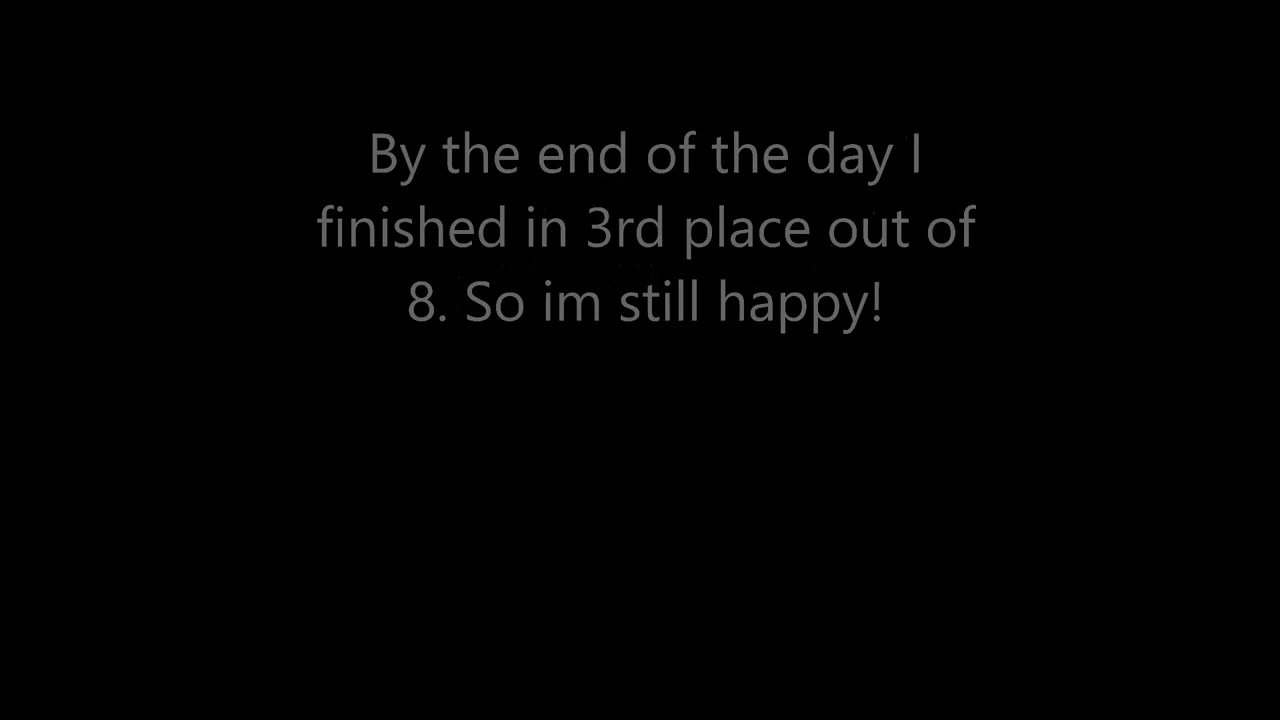 By the end of the day I
finished in 3rd place out of
8. So im still happy!